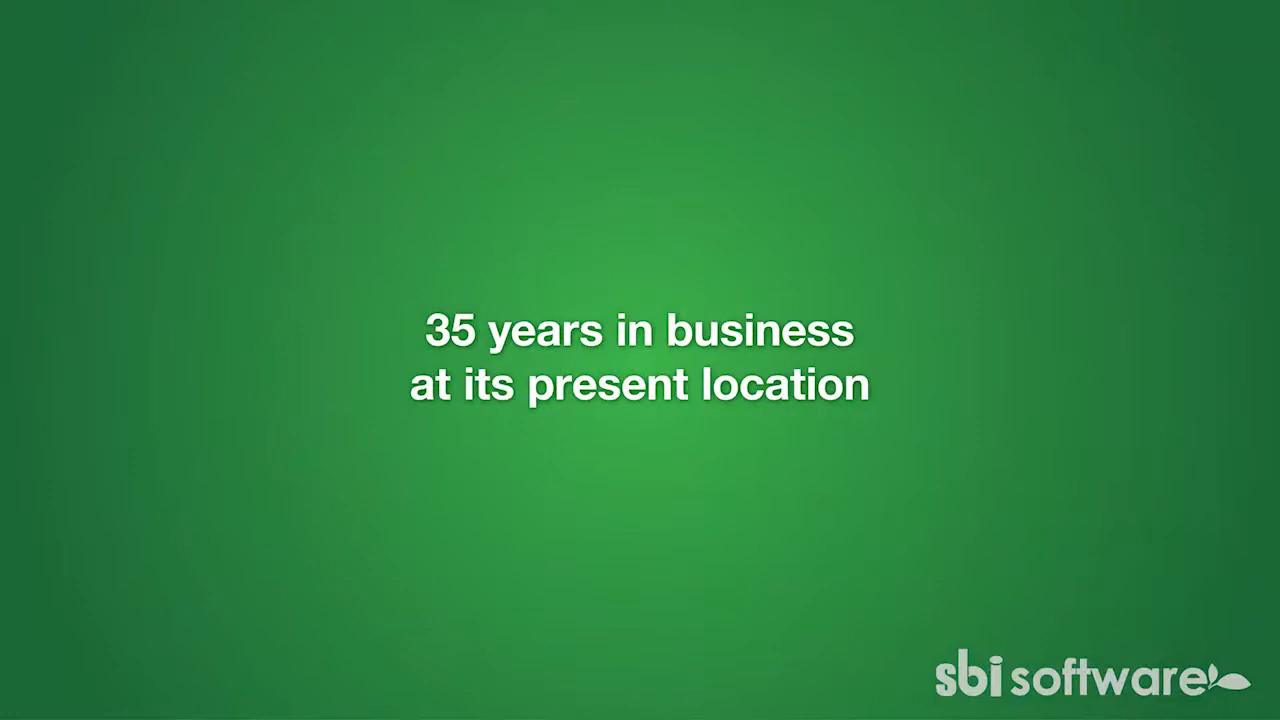 35 years in business
at its present location
sbi software